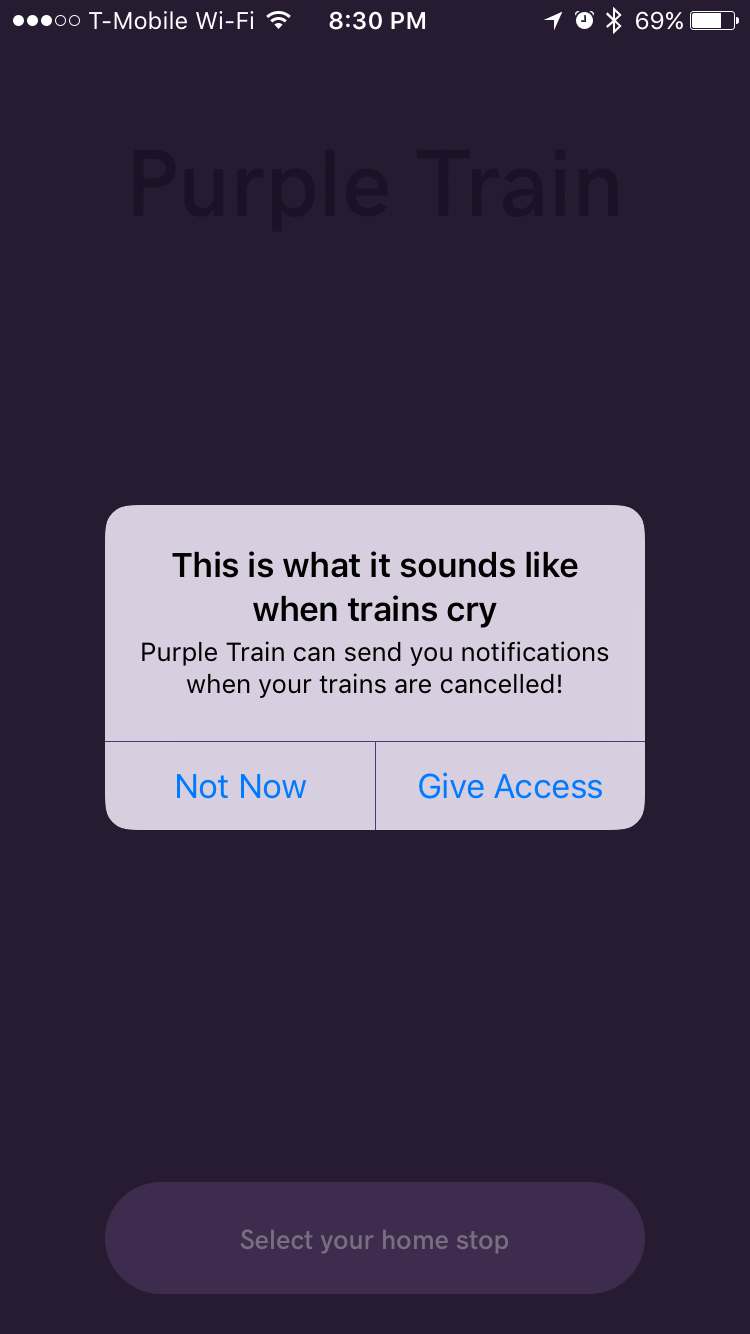 T-Mobile Wi-Fi 8:30 PM 69%
Purple Train
This is what it sounds like
when trains cry
Purple Train can send you notifications
when your trains are cancelled!
Not Now Give Access
Select your home stop